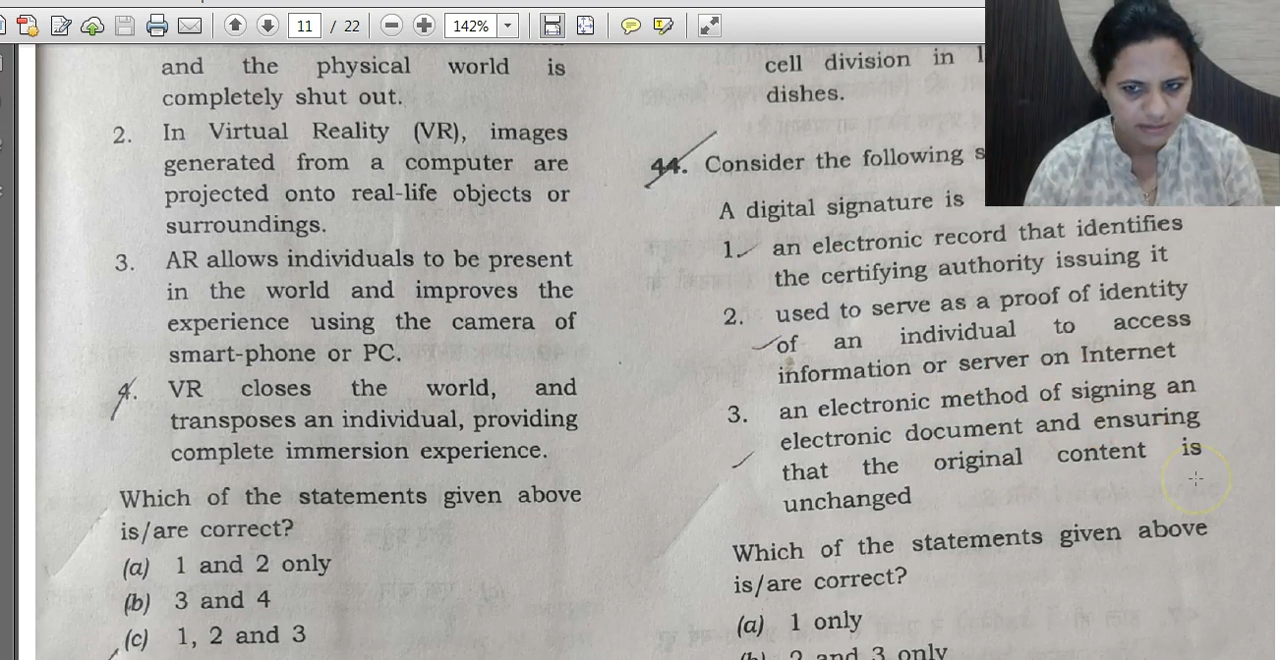 11 / 22
142%
and the physical world is
completely shut out.
2. In Virtual Reality (VR), images
generated from a computer are
projected onto real-life objects or
surroundings.
3. AR allows individuals to be present
in the world and improves the
experience using the camera of
smart-phone or PC.
4. VR closes the world, and
transposes an individual, providing
complete immersion experience.
Which of the statements given above
is/are correct?
(a) 1 and 2 only
(b) 3 and 4
(c) 1, 2 and 3
cell division in
dishes.
44. Consider the following
A digital signature is
1. an electronic record that identifies
the certifying authority issuing it
2. used to serve as a proof of identity
of an individual to access
information or server on Internet
3. an electronic method of signing an
electronic document and ensuring
that the original content is
unchanged
Which of the statements given above
is/are correct?
(a) 1 only
(b) 2 and 3 only